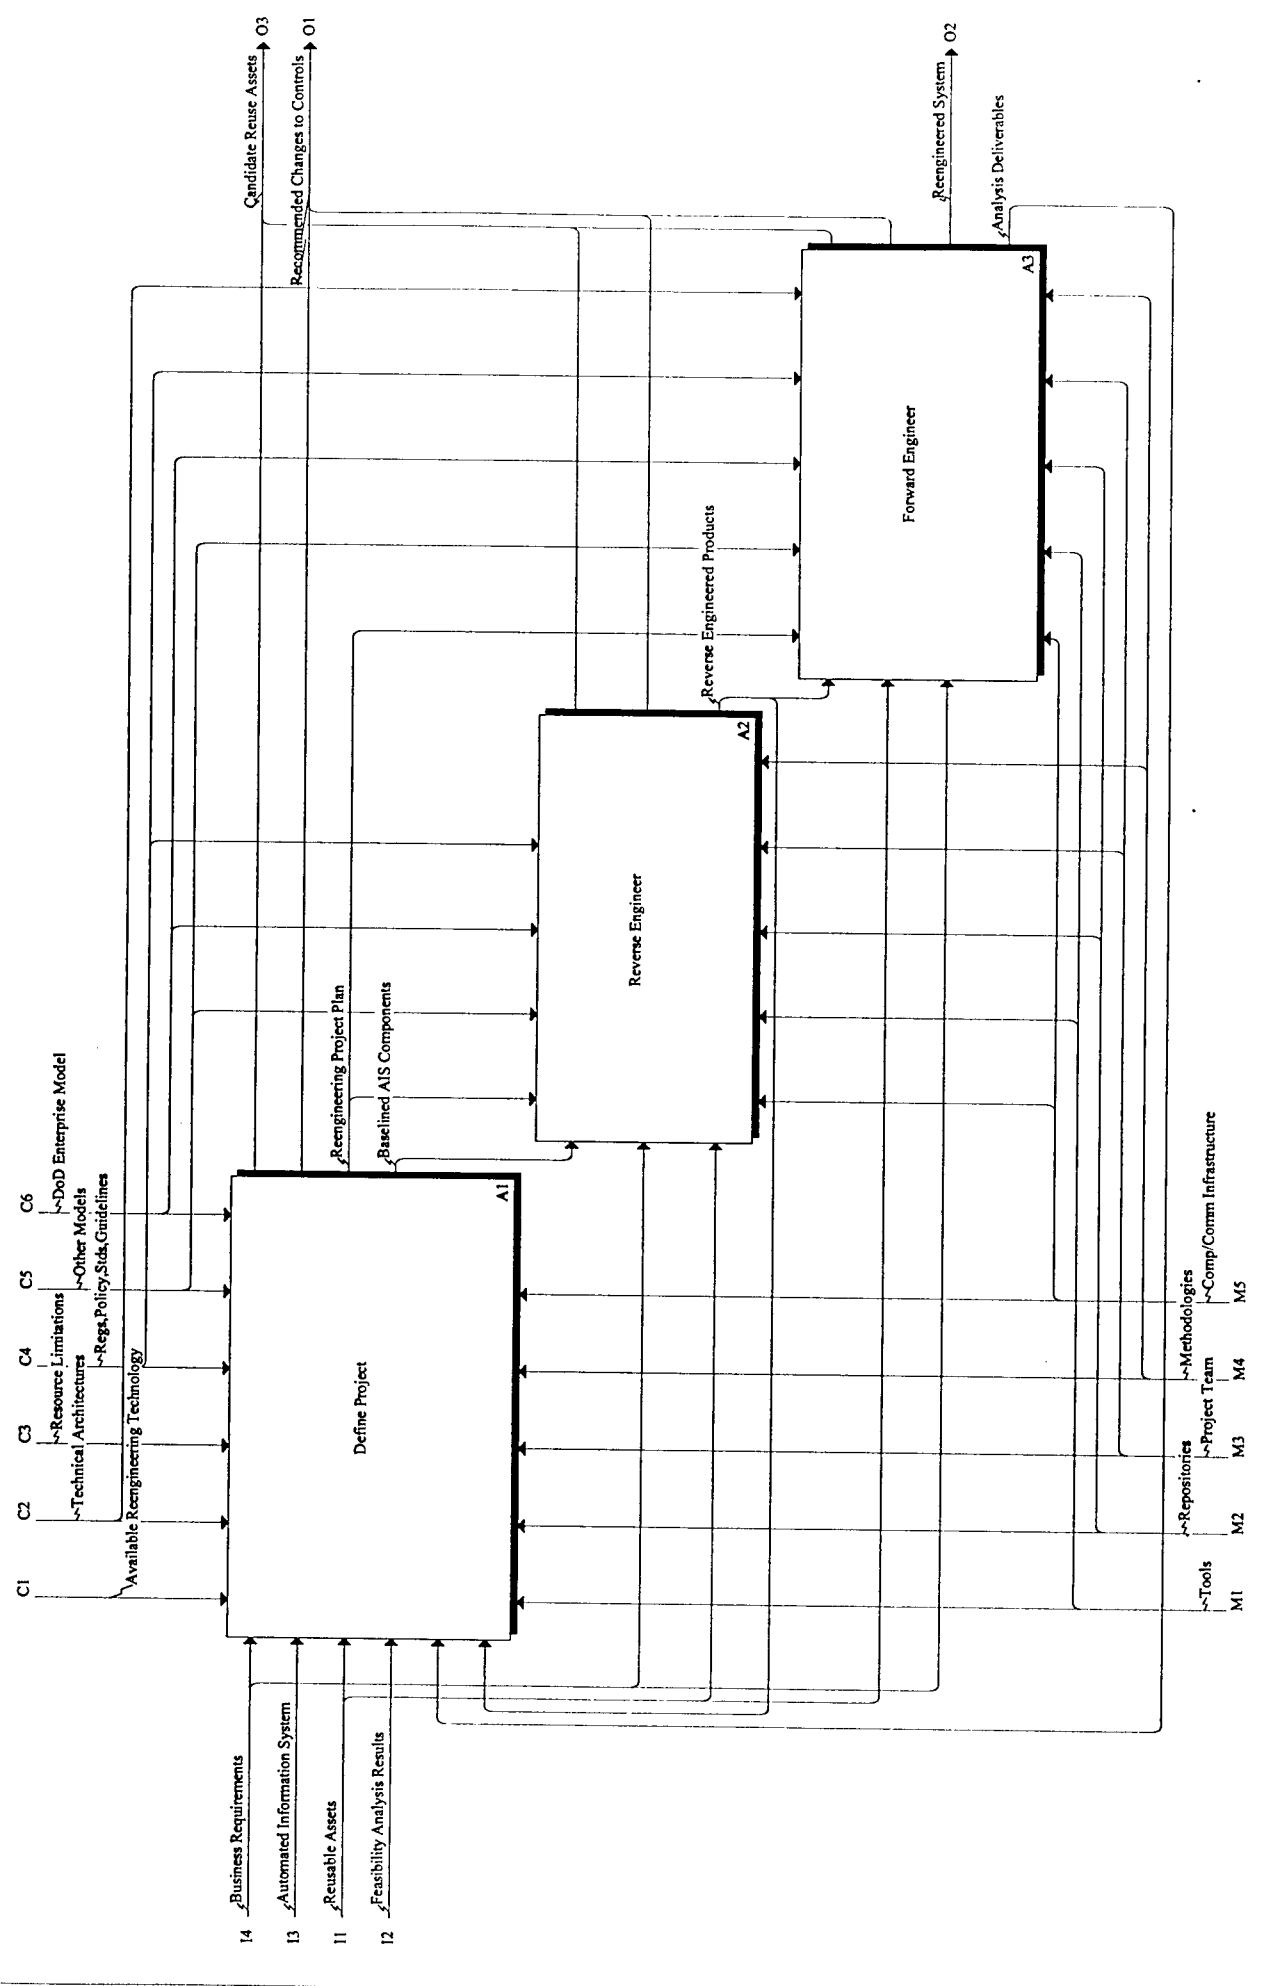 C1
C2
C3
C4
C5
C6
Available Reengineering Technology
Technical Architectures
Resource Limitations
Regs,Policy,Stds,Guidelines
Other Models
DoD Enterprise Model
I4
Business Requirements
I3
Automated Information System
I1
Reusable Assets
I2
Feasibility Analysis Results
Define Project
A1
Reengineering Project Plan
Baselined AIS Components
Reverse Engineer
A2
Reverse Engineered Products
Forward Engineer
A3
Candidate Reuse Assets
O3
Recommended Changes to Controls
O1
Reengineered System
O2
Analysis Deliverables
Tools
Repositories
Project Team
Methodologies
Comp/Comm Infrastructure
M1
M2
M3
M4
M5